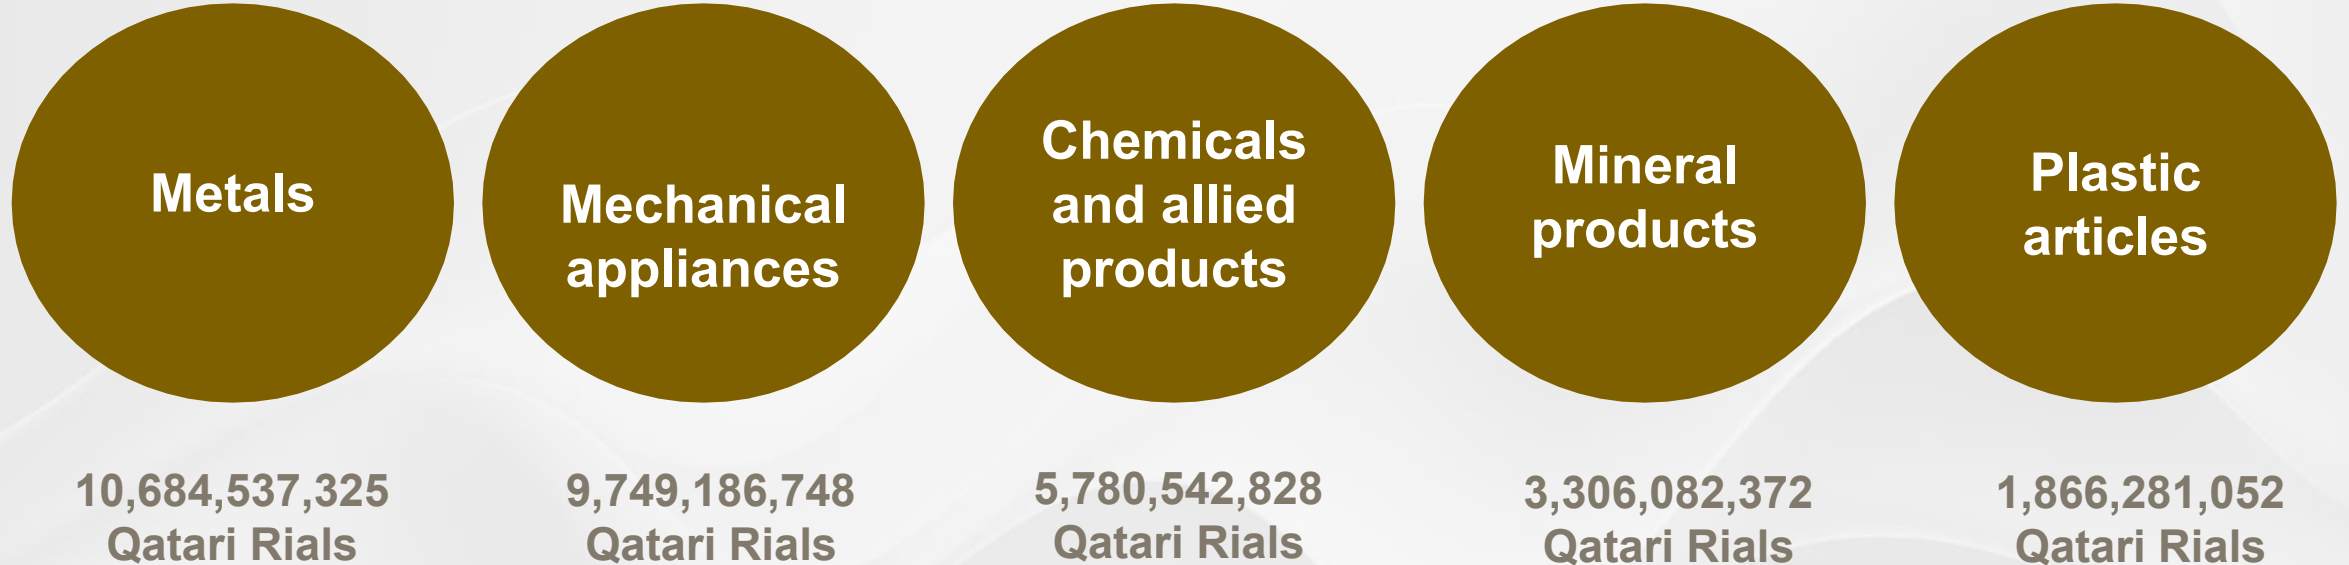 Metals
10,684,537,325
Qatari Rials
Mechanical
appliances
9,749,186,748
Qatari Rials
Chemicals
and allied
products
5,780,542,828
Qatari Rials
Mineral
products
3,306,082,372
Qatari Rials
Plastic
articles
1,866,281,052
Qatari Rials